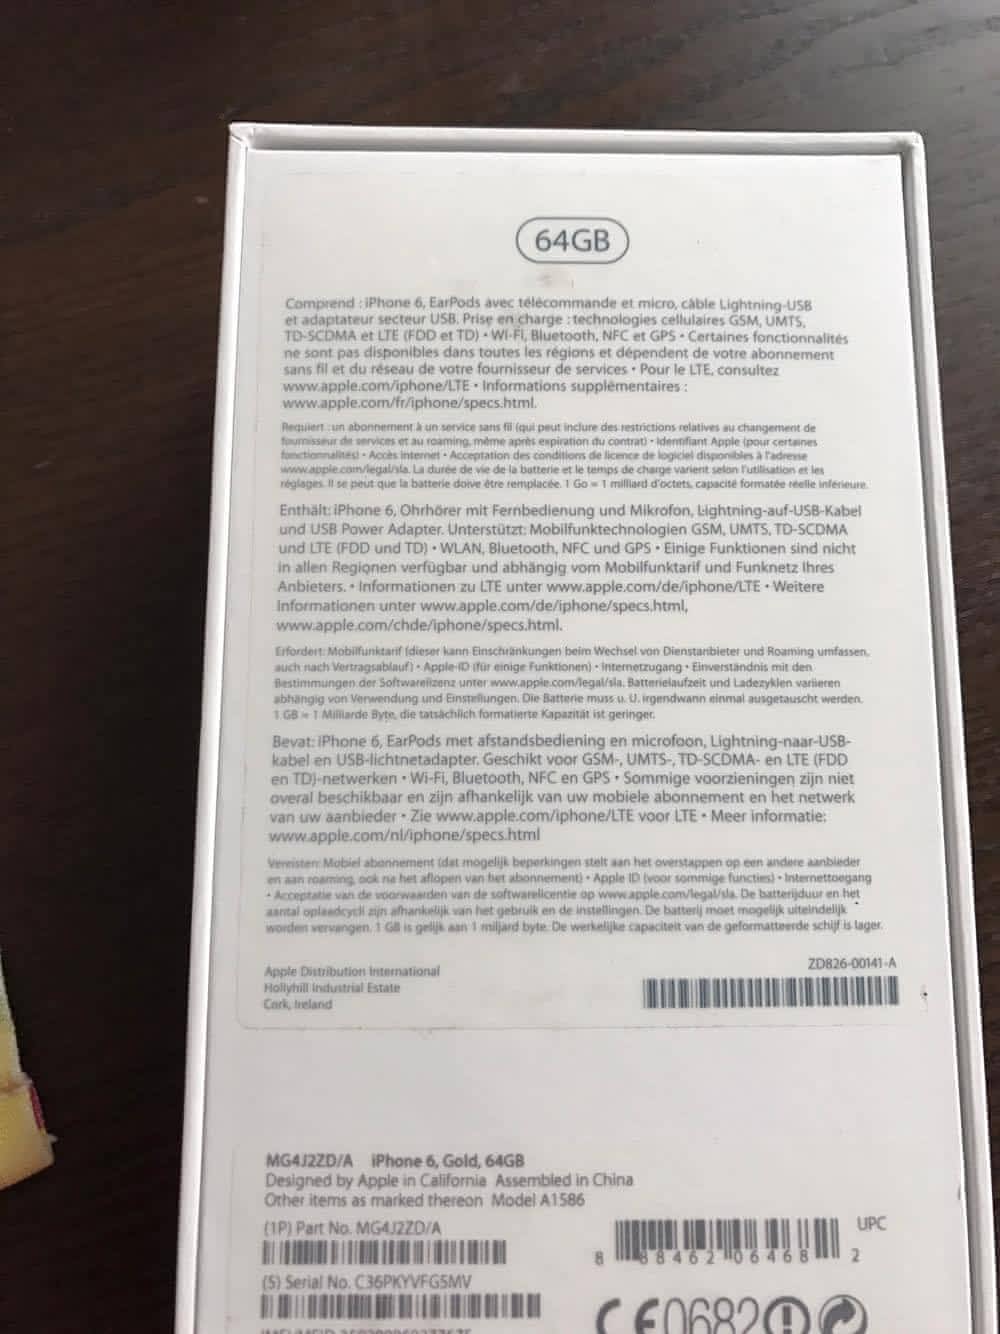 64GB
Comprend : iPhone 6, EarPods avec télécommande et micro, câble Lightning-USB
et adaptateur secteur USB. Prise en charge : technologies cellulaires GSM, UMTS,
TD-SCDMA et LTE (FDD et TD) • Wi-Fi, Bluetooth, NFC et GPS • Certaines fonctionnalités
ne sont pas disponibles dans toutes les régions et dépendent de votre abonnement
sans fil et du réseau de votre fournisseur de services • Pour le LTE, consultez
www.apple.com/iphone/LTE • Informations supplémentaires :
www.apple.com/fr/iphone/specs.html.
Requiert : un abonnement à un service sans fil (qui peut inclure des restrictions relatives au changement de
fournisseur de services et au roaming, même après expiration du contrat) • Identifiant Apple (pour certaines
fonctionnalités) • Accès Internet • Acceptation des conditions de licence de logiciel disponibles à l'adresse
www.apple.com/legal/sla. La durée de vie de la batterie et le temps de charge varient selon l'utilisation et les
réglages. Il se peut que la batterie doive être remplacée. 1 Go = 1 milliard d'octets, capacité formatée réelle inférieure.
Enthält: iPhone 6, Ohrhörer mit Fernbedienung und Mikrofon, Lightning-auf-USB-Kabel
und USB Power Adapter. Unterstützt: Mobilfunktechnologien GSM, UMTS, TD-SCDMA
und LTE (FDD und TD) • WLAN, Bluetooth, NFC und GPS • Einige Funktionen sind nicht
in allen Regionen verfügbar und abhängig vom Mobilfunktarif und Funknetz Ihres
Anbieters. • Informationen zu LTE unter www.apple.com/de/iphone/LTE • Weitere
Informationen unter www.apple.com/de/iphone/specs.html,
www.apple.com/chde/iphone/specs.html.
Erfordert: Mobilfunktarif (dieser kann Einschränkungen beim Wechsel von Dienstanbieter und Roaming umfassen,
auch nach Vertragsablauf) • Apple-ID (für einige Funktionen) • Internetzugang • Einverständnis mit den
Bestimmungen der Softwarelizenz unter www.apple.com/legal/sla. Batterielaufzeit und Ladezyklen variieren
abhängig von Verwendung und Einstellungen. Die Batterie muss u. U. irgendwann einmal ausgetauscht werden.
1 GB = 1 Milliarde Byte, die tatsächlich formatierte Kapazität ist geringer.
Bevat: iPhone 6, EarPods met afstandsbediening en microfoon, Lightning-naar-USB-
kabel en USB-lichtnetadapter. Geschikt voor GSM-, UMTS-, TD-SCDMA- en LTE (FDD
en TD)-netwerken • Wi-Fi, Bluetooth, NFC en GPS • Sommige voorzieningen zijn niet
overal beschikbaar en zijn afhankelijk van uw mobiele abonnement en het netwerk
van uw aanbieder • Zie www.apple.com/iphone/LTE voor LTE • Meer informatie:
www.apple.com/nl/iphone/specs.html
Vereisten: Mobiel abonnement (dat mogelijk beperkingen stelt aan het overstappen op een andere aanbieder
en aan roaming, ook na het aflopen van het abonnement) • Apple ID (voor sommige functies) • Internettoegang
• Acceptatie van de voorwaarden van de softwarelicentie op www.apple.com/legal/sla. De batterijduur en het
aantal oplaadcycli zijn afhankelijk van het gebruik en de instellingen. De batterij moet mogelijk uiteindelijk
worden vervangen. 1 GB is gelijk aan 1 miljard byte. De werkelijke capaciteit van de geformatteerde schijf is lager.
Apple Distribution International
Hollyhill Industrial Estate
Cork, Ireland
ZD826-00141-A
MG4J2ZD/A iPhone 6, Gold, 64GB
Designed by Apple in California Assembled in China
Other items as marked thereon Model A1586
(1P) Part No. MG4J2ZD/A
UPC
8 88462 06468 2
(S) Serial No. C36PKYVFG5MV
CE0682